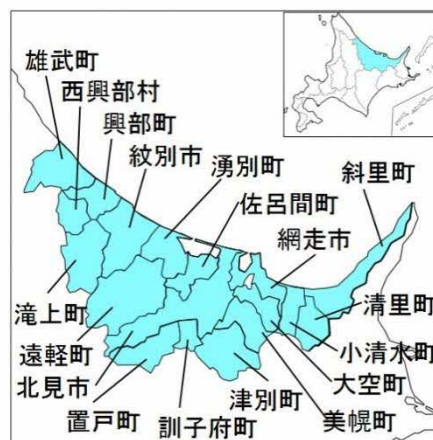 雄武町
西興部村
興部町
紋別市
湧別町
佐呂間町
網走市
斜里町
滝上町
遠軽町
北見市
置戸町
訓子府町
津別町
美幌町
大空町
小清水町
清里町